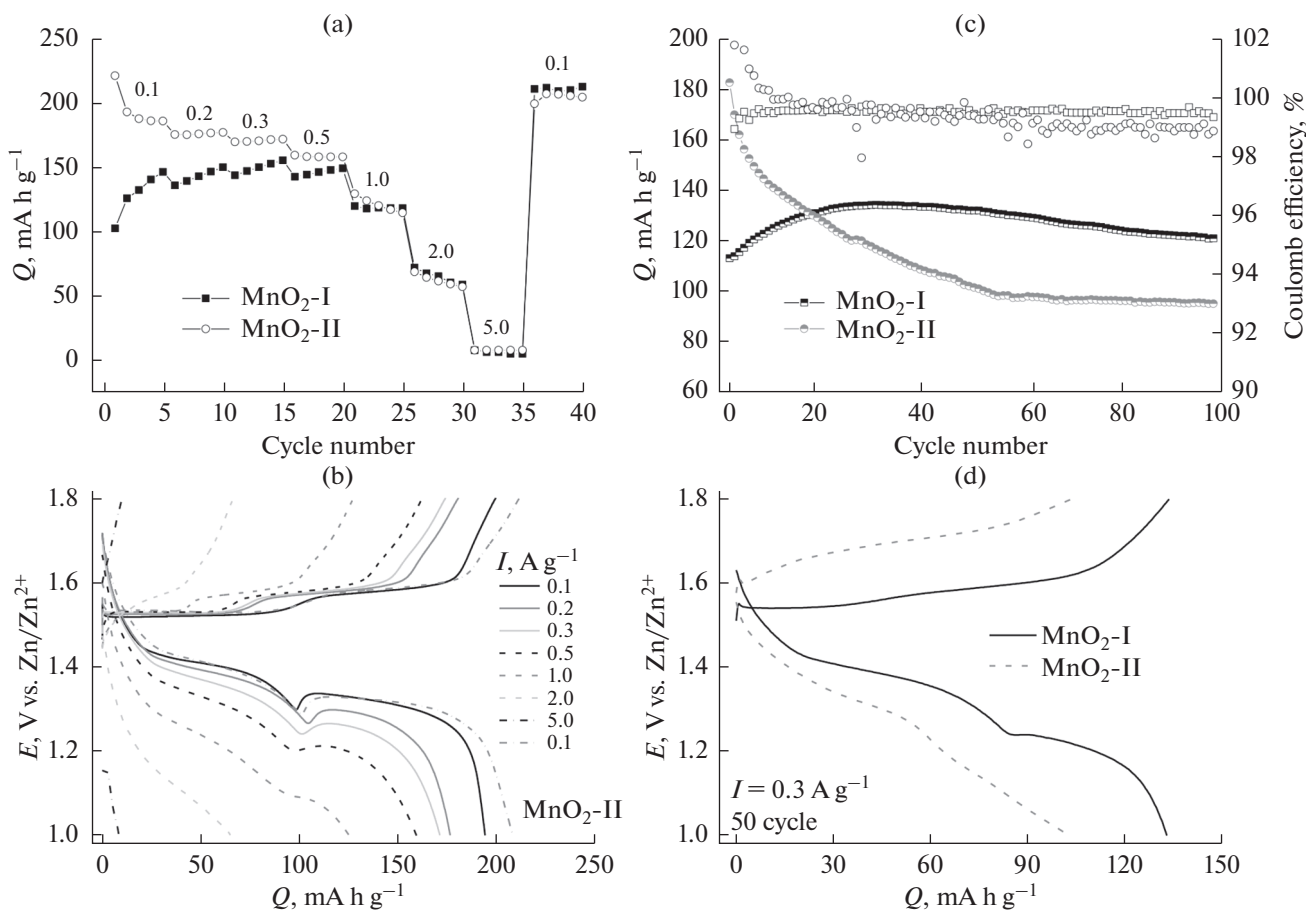 (a)
Q, mA h g⁻¹
250
200
150
100
50
0
0.1
0.2
0.3
0.5
1.0
2.0
5.0
0.1
MnO₂-I
MnO₂-II
0 5 10 15 20 25 30 35 40
Cycle number
(c)
Q, mA h g⁻¹
200
180
160
140
120
100
80
60
102
100
98
96
94
92
90
Coulomb efficiency, %
MnO₂-I
MnO₂-II
0 20 40 60 80 100
Cycle number
(b)
E, V vs. Zn/Zn²⁺
1.8
1.6
1.4
1.2
1.0
I, A g⁻¹
0.1
0.2
0.3
0.5
1.0
2.0
5.0
0.1
MnO₂-II
0 50 100 150 200 250
Q, mA h g⁻¹
(d)
E, V vs. Zn/Zn²⁺
1.8
1.6
1.4
1.2
1.0
MnO₂-I
MnO₂-II
I = 0.3 A g⁻¹
50 cycle
0 30 60 90 120 150
Q, mA h g⁻¹